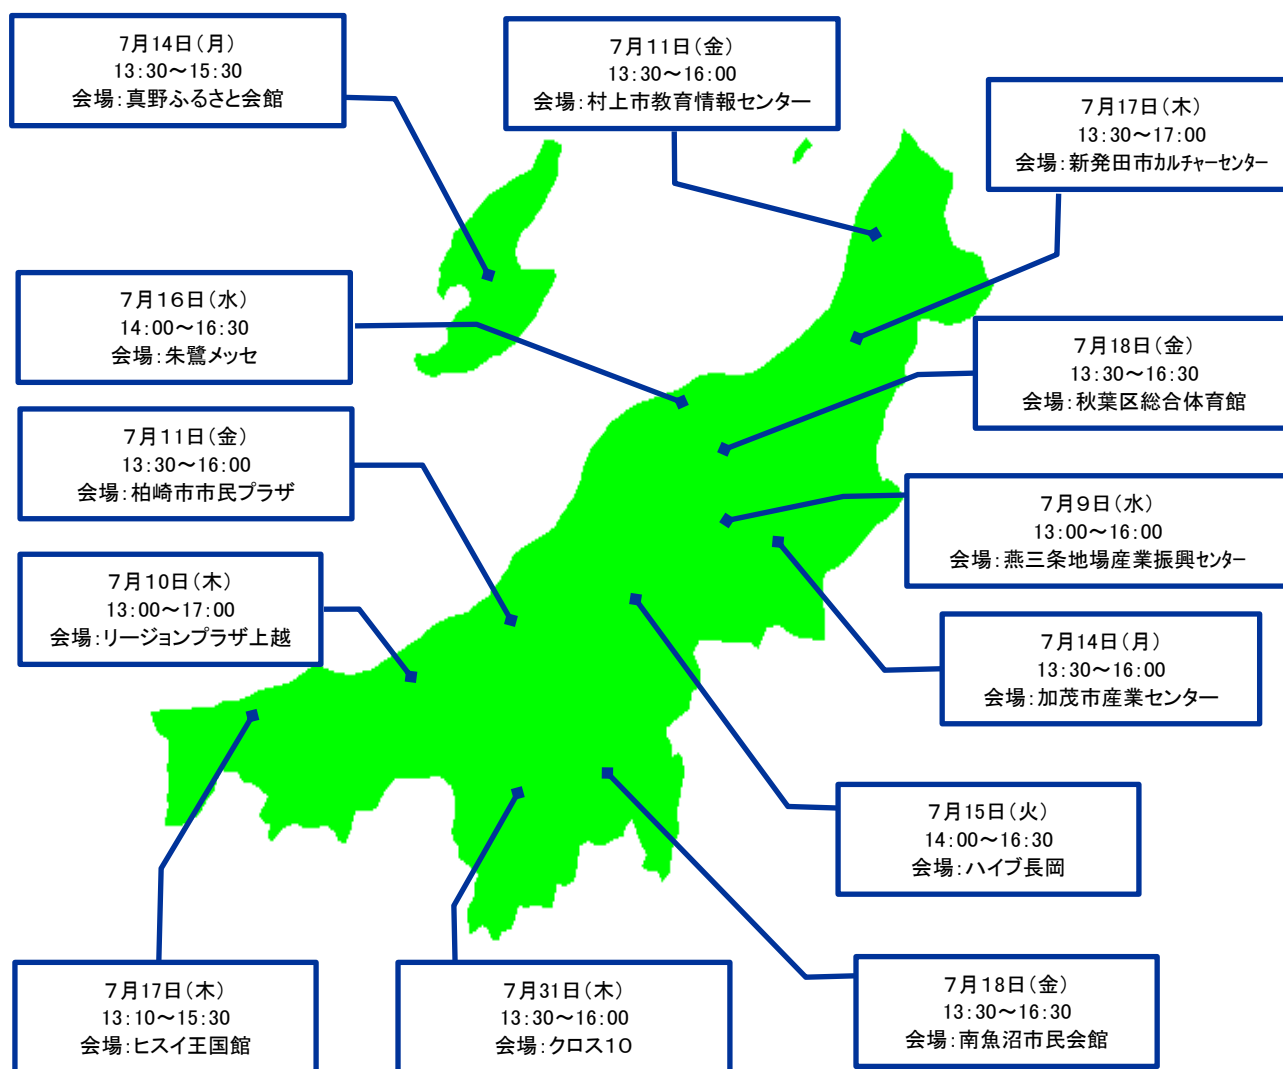 7月14日(月)
13:30～15:30
会場:真野ふるさと会館
7月11日(金)
13:30～16:00
会場:村上市教育情報センター
7月17日(木)
13:30～17:00
会場:新発田市カルチャーセンター
7月16日(水)
14:00～16:30
会場:朱鷺メッセ
7月18日(金)
13:30～16:30
会場:秋葉区総合体育館
7月11日(金)
13:30～16:00
会場:柏崎市市民プラザ
7月9日(水)
13:00～16:00
会場:燕三条地場産業振興センター
7月10日(木)
13:00～17:00
会場:リージョンプラザ上越
7月14日(月)
13:30～16:00
会場:加茂市産業センター
7月15日(火)
14:00～16:30
会場:ハイブ長岡
7月17日(木)
13:10～15:30
会場:ヒスイ王国館
7月31日(木)
13:30～16:00
会場:クロス10
7月18日(金)
13:30～16:30
会場:南魚沼市民会館